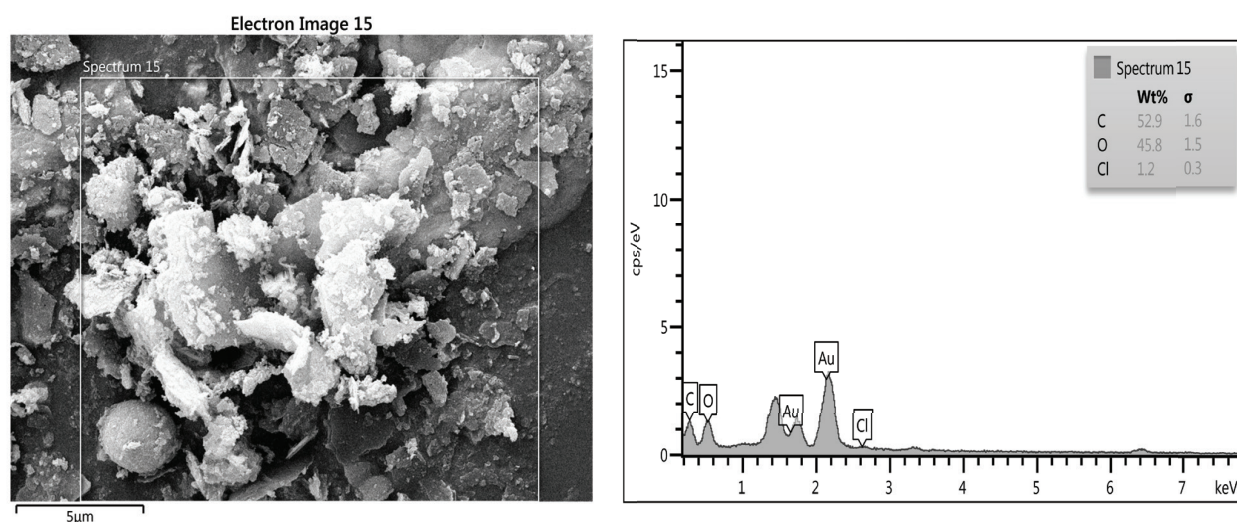 Electron Image 15
Spectrum 15
5μm
cps/eV
15
10
5
0
C
O
Au
Au
Cl
1
2
3
4
5
6
7
keV
Spectrum 15
Wt% σ
C 52.9 1.6
O 45.8 1.5
Cl 1.2 0.3